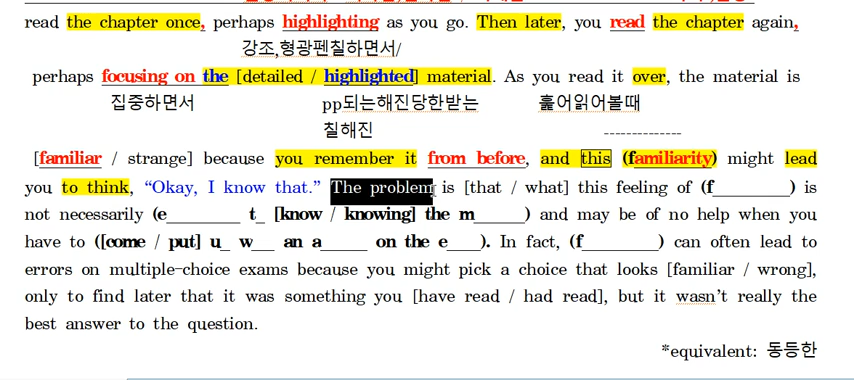 read the chapter once, perhaps highlighting as you go. Then later, you read the chapter again,
강조,형광펜칠하면서/
perhaps focusing on the [detailed / highlighted] material. As you read it over, the material is
집중하면서 pp되는해진당한받는 훑어읽어볼때
칠해진
--------------
[familiar / strange] because you remember it from before, and this (familiarity) might lead
you to think, “Okay, I know that.” The problem is [that / what] this feeling of (f________) is
not necessarily (e________ t_ [know / knowing] the m_____) and may be of no help when you
have to ([come / put] u_ w__ an a_____ on the e___). In fact, (f________) can often lead to
errors on multiple-choice exams because you might pick a choice that looks [familiar / wrong],
only to find later that it was something you [have read / had read], but it wasn’t really the
best answer to the question.
*equivalent: 동등한